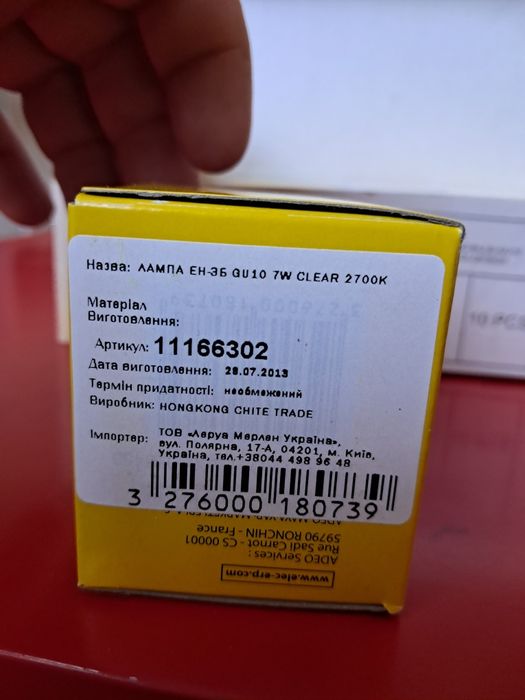 Назва: ЛАМПА ЕН-ЗБ GU10 7W CLEAR 2700K
Матеріал
Виготовлення:
Артикул: 11166302
Дата виготовлення: 28.07.2013
Термін придатності: необмежений
Виробник: HONGKONG CHITE TRADE
Імпортер: ТОВ «Леруа Мерлен Україна»,
вул. Полярна, 17-А, 04201, м. Київ,
Україна, тел.+38044 498 96 48
3 276000 180739
59790 RONCHIN - France
Rue Sadi Carnot - CS 00001
ADEO Services :
www.elec-erp.com